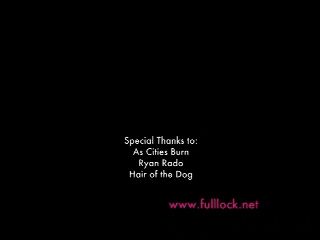 Special Thanks to:
As Cities Burn
Ryan Rado
Hair of the Dog
www.fulllock.net